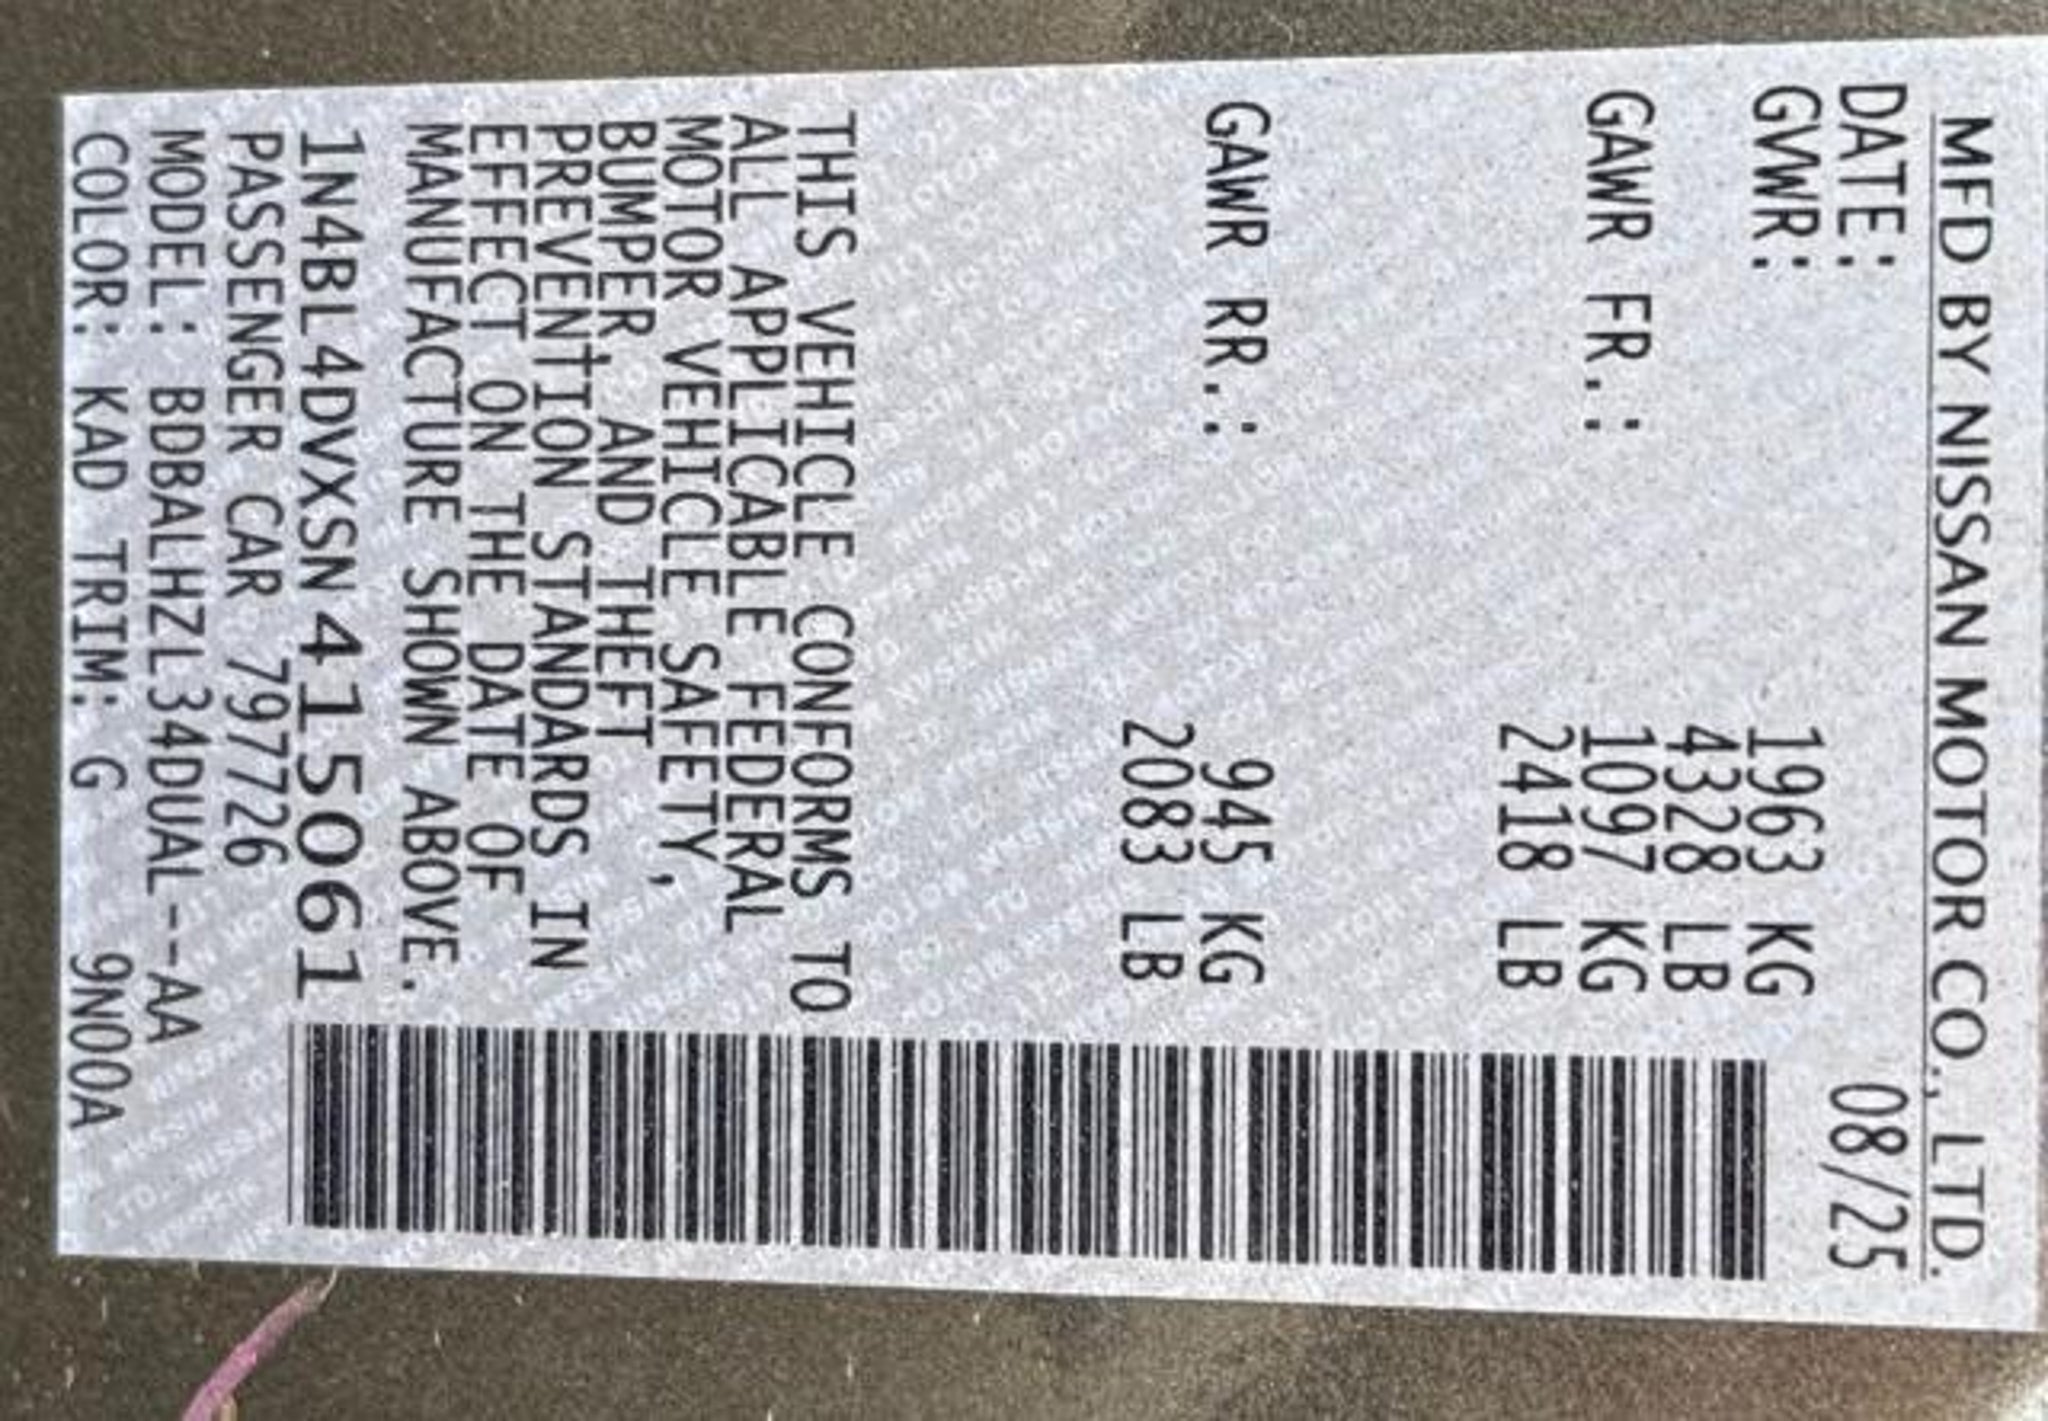 MFD BY NISSAN MOTOR CO., LTD.
DATE: 08/25
GVWR: 1963 KG
4328 LB
GAWR FR.: 1097 KG
2418 LB
GAWR RR.: 945 KG
2083 LB
THIS VEHICLE CONFORMS TO
ALL APPLICABLE FEDERAL
MOTOR VEHICLE SAFETY,
BUMPER, AND THEFT
PREVENTION STANDARDS IN
EFFECT ON THE DATE OF
MANUFACTURE SHOWN ABOVE.
1N4BL4DVXSN415061
PASSENGER CAR 797726
MODEL: BDBALHZL34DUAL--AA
COLOR: KAD TRIM: G 9N00A